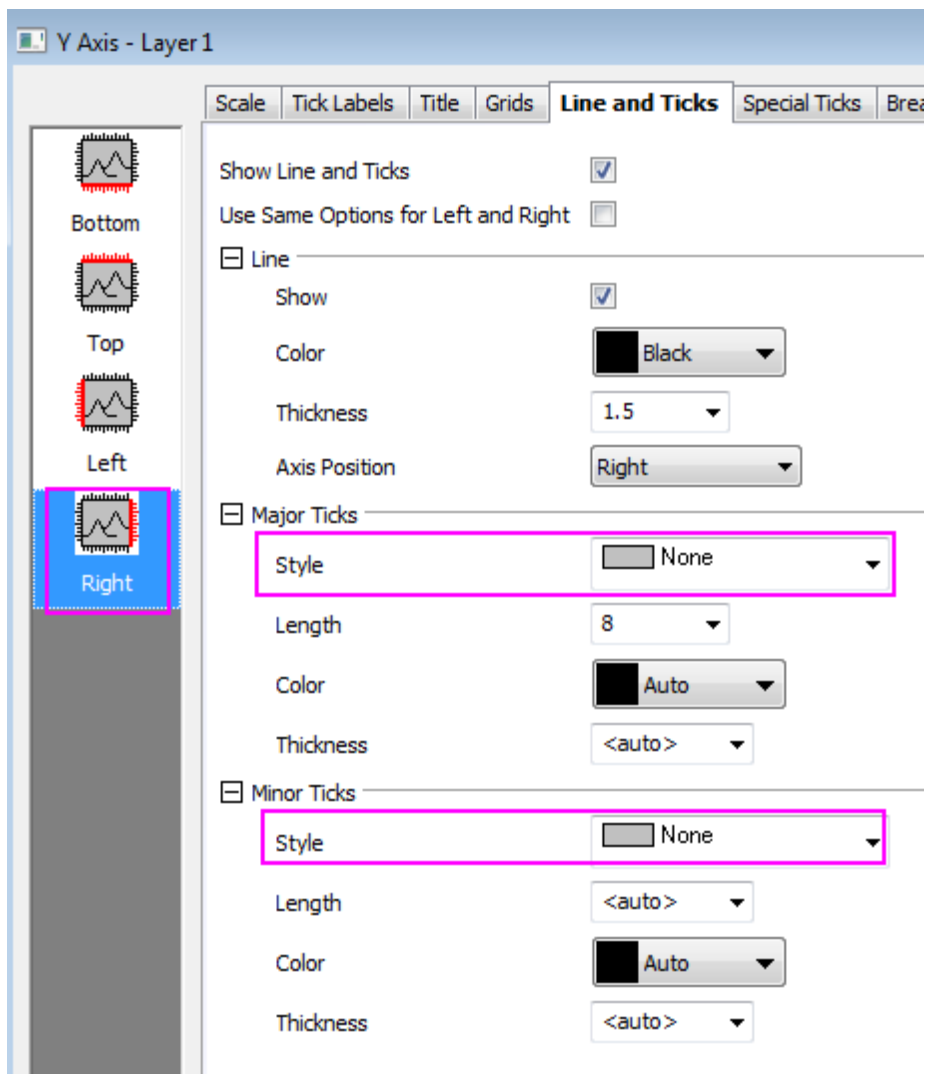 Y Axis - Layer 1
Scale Tick Labels Title Grids Line and Ticks Special Ticks Brea
Bottom
Top
Left
Right
Show Line and Ticks
Use Same Options for Left and Right
Line
Show
Color Black
Thickness 1.5
Axis Position Right
Major Ticks
Style None
Length 8
Color Auto
Thickness <auto>
Minor Ticks
Style None
Length <auto>
Color Auto
Thickness <auto>